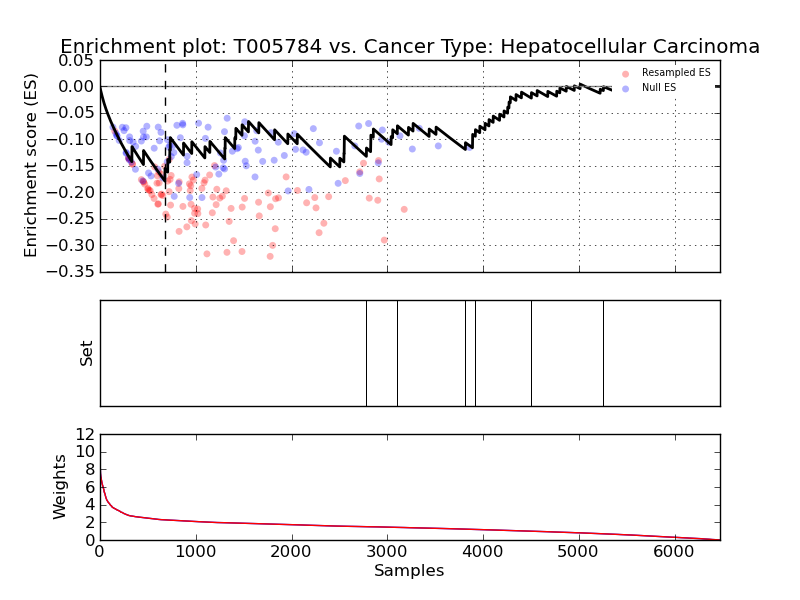 Enrichment plot: T005784 vs. Cancer Type: Hepatocellular Carcinoma
0.05
0.00
−0.05
−0.10
−0.15
−0.20
−0.25
−0.30
−0.35
Enrichment score (ES)
Resampled ES
Null ES
Set
12
10
8
6
4
2
0
Weights
0 1000 2000 3000 4000 5000 6000
Samples